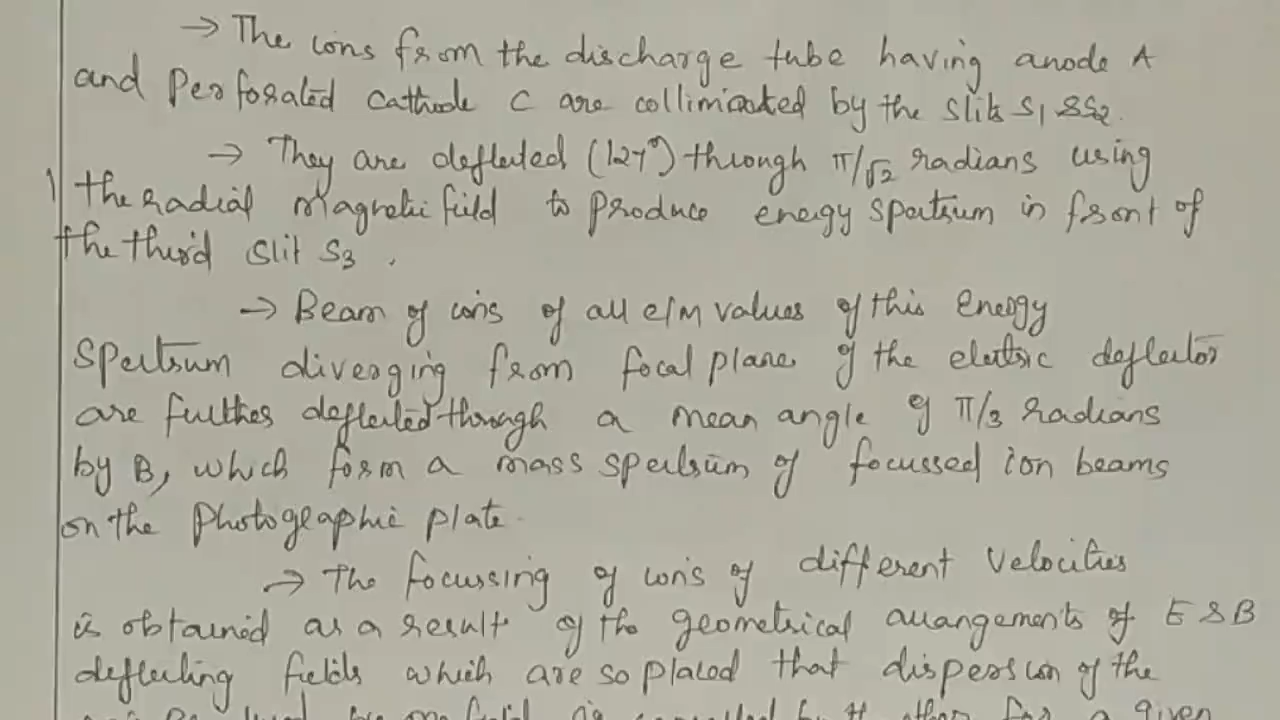 → The ions from the discharge tube having anode A
and Perforated Cathode C are collimated by the slits S1 & S2.
→ They are deflected (127°) through π/√2 radians using
the radial magnetic field to produce energy spectrum in front of
the third slit S3.
→ Beam of ions of all e/M values of this Energy
Spectrum diverging from focal plane of the electric deflector
are further deflected through a mean angle of π/3 radians
by B, which form a mass spectrum of focussed ion beams
on the photographic plate.
→ The focussing of ions of different velocities
is obtained as a result of the geometrical arrangements of E & B
deflecting fields which are so placed that dispersion of the